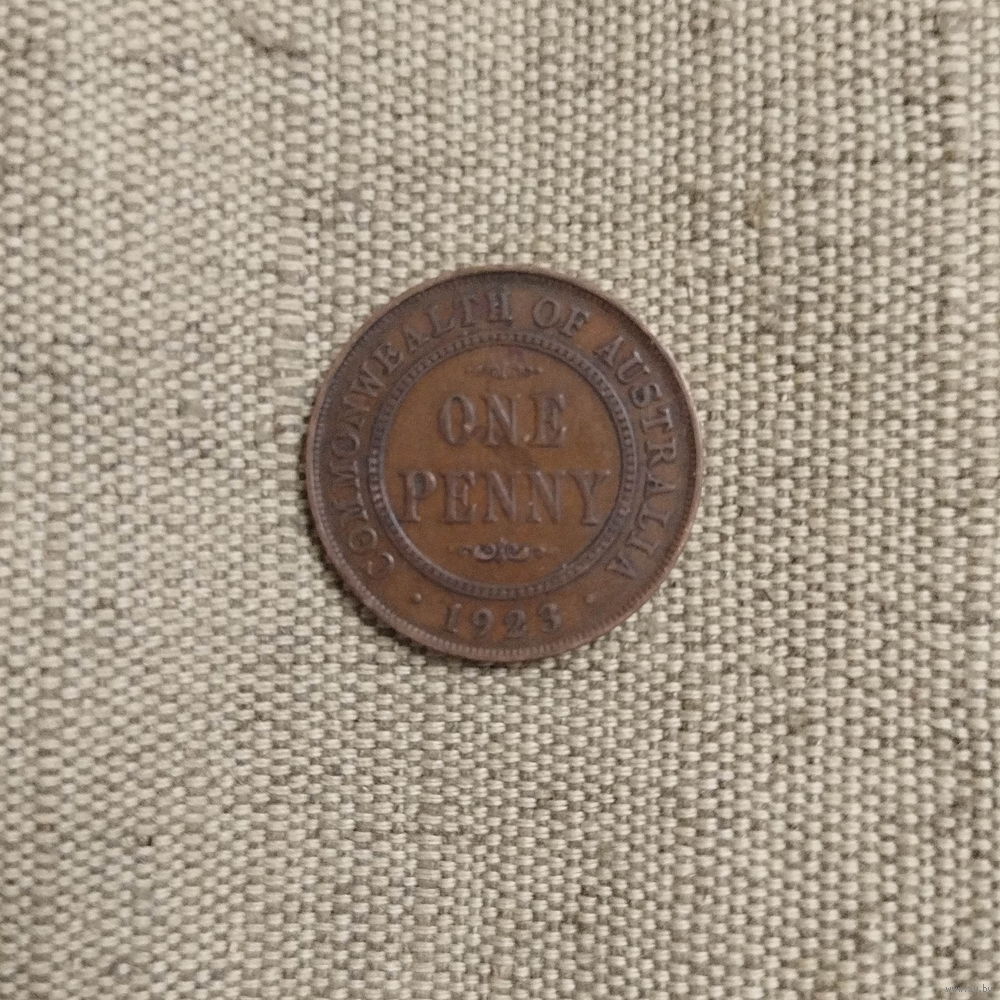 COMMONWEALTH OF AUSTRALIA
ONE
PENNY
· 1923 ·